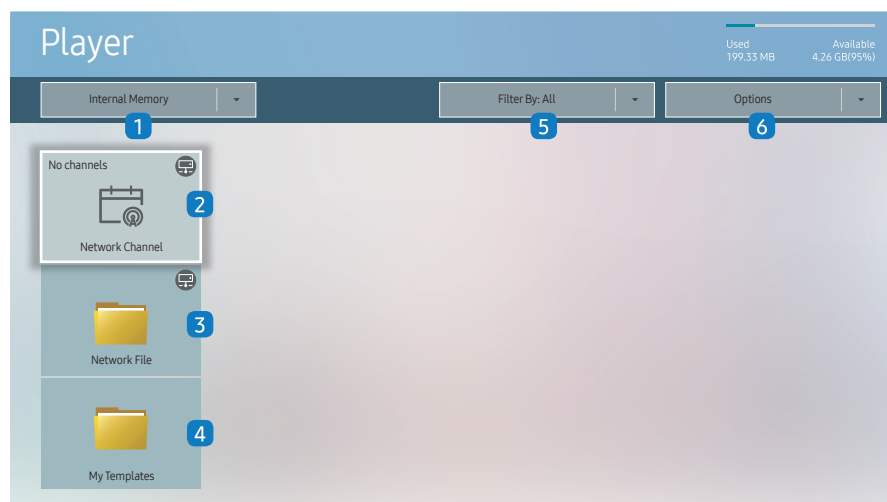 Player
Used Available
199.33 MB 4.26 GB(95%)
Internal Memory Filter By: All Options
1 5 6
No channels
2
Network Channel
3
Network File
4
My Templates